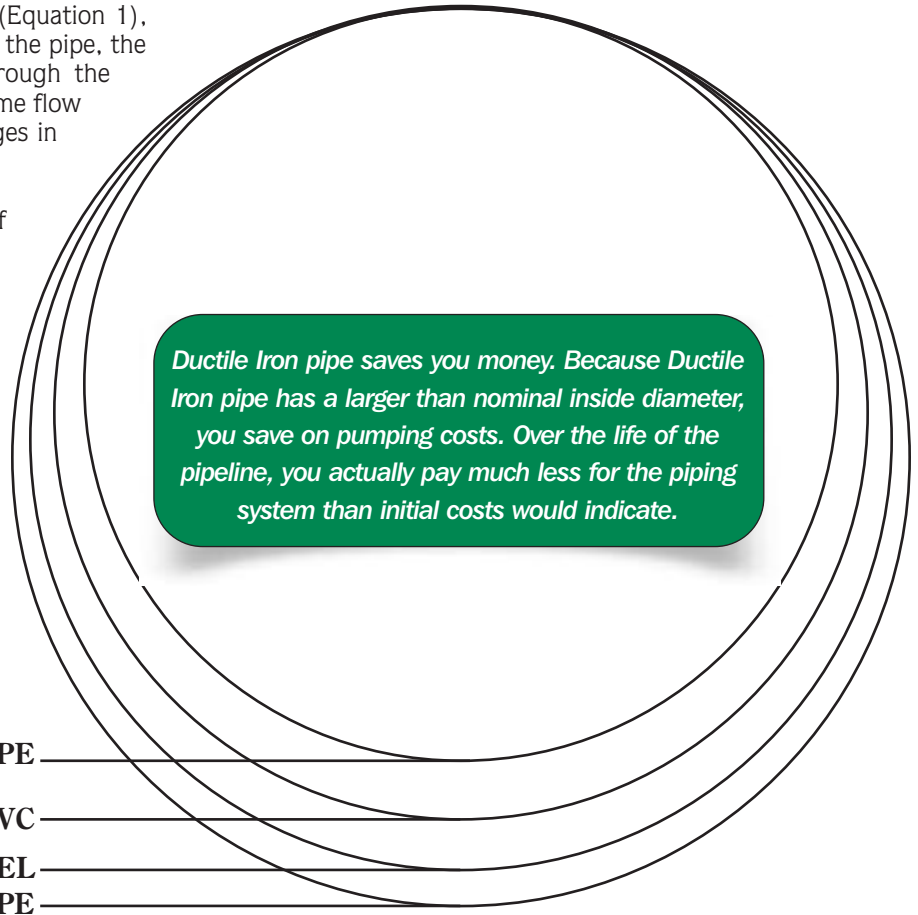 (Equation 1),
the pipe, the
rough the
me flow
ges in
f
Ductile Iron pipe saves you money. Because Ductile
Iron pipe has a larger than nominal inside diameter,
you save on pumping costs. Over the life of the
pipeline, you actually pay much less for the piping
system than initial costs would indicate.
PE
VC
EL
PE